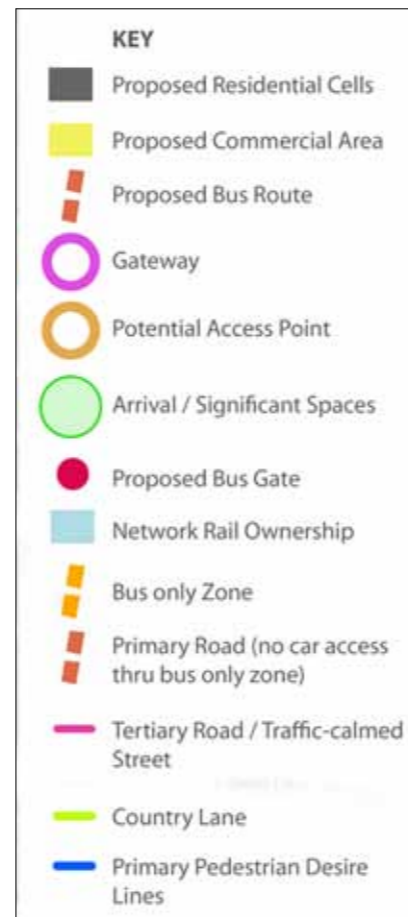 KEY
Proposed Residential Cells
Proposed Commercial Area
Proposed Bus Route
Gateway
Potential Access Point
Arrival / Significant Spaces
Proposed Bus Gate
Network Rail Ownership
Bus only Zone
Primary Road (no car access
thru bus only zone)
Tertiary Road / Traffic-calmed
Street
Country Lane
Primary Pedestrian Desire
Lines